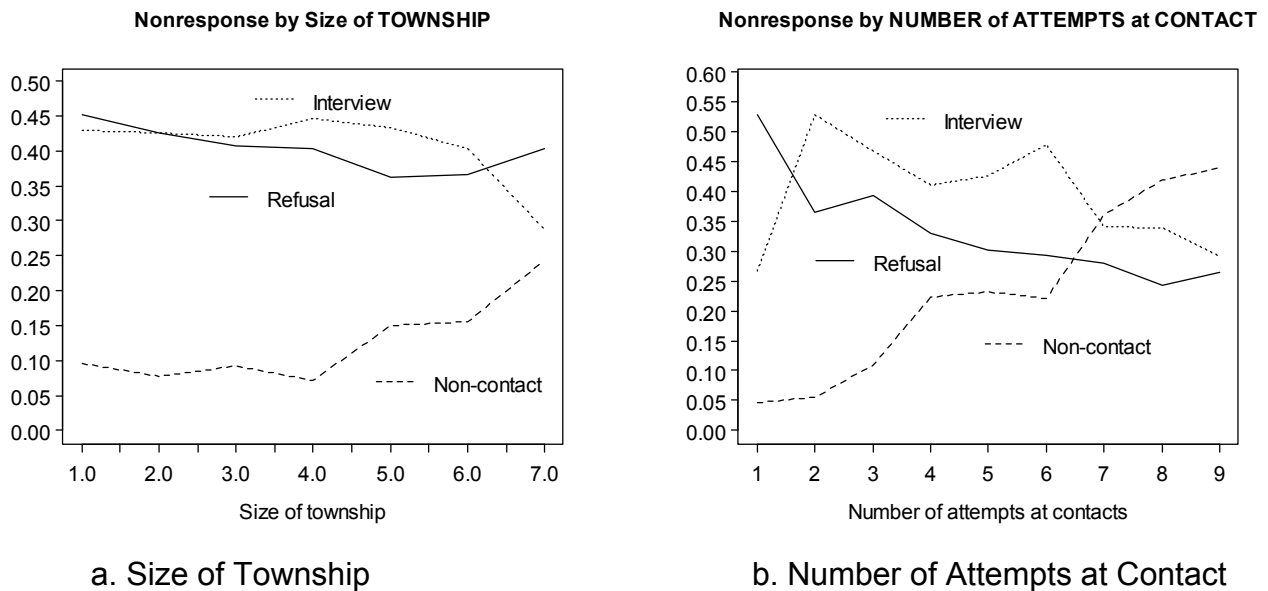 Nonresponse by Size of TOWNSHIP
0.50
0.45
0.40
0.35
0.30
0.25
0.20
0.15
0.10
0.05
0.00
Interview
Refusal
Non-contact
1.0 2.0 3.0 4.0 5.0 6.0 7.0
Size of township
a. Size of Township
Nonresponse by NUMBER of ATTEMPTS at CONTACT
0.60
0.55
0.50
0.45
0.40
0.35
0.30
0.25
0.20
0.15
0.10
0.05
0.00
Interview
Refusal
Non-contact
1 2 3 4 5 6 7 8 9
Number of attempts at contacts
b. Number of Attempts at Contact